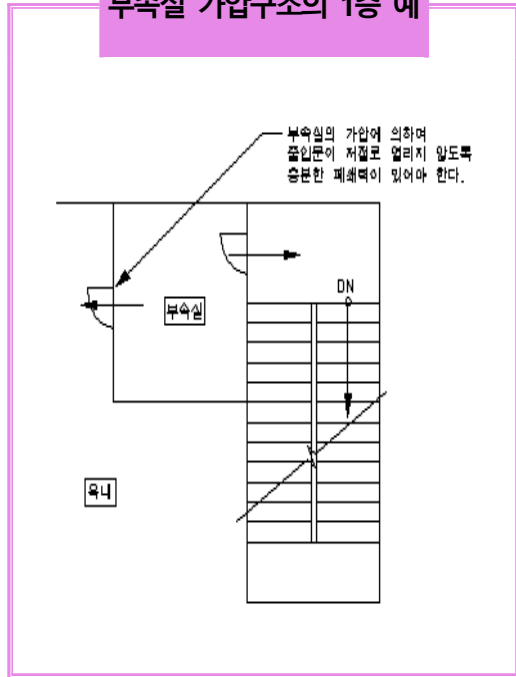 부속실 가압구조의 1층 예
부속실의 가압에 의하여
출입문이 저절로 열리지 않도록
충분한 폐쇄력이 있어야 한다.
DN
부속실
옥내